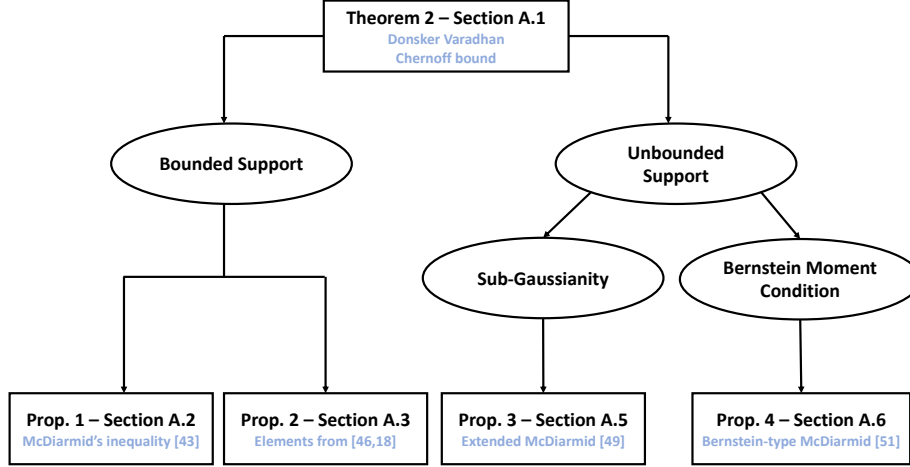 Theorem 2 – Section A.1
Donsker Varadhan
Chernoff bound
Bounded Support
Unbounded
Support
Sub-Gaussianity
Bernstein Moment
Condition
Prop. 1 – Section A.2
McDiarmid's inequality [43]
Prop. 2 – Section A.3
Elements from [46,18]
Prop. 3 – Section A.5
Extended McDiarmid [49]
Prop. 4 – Section A.6
Bernstein-type McDiarmid [51]